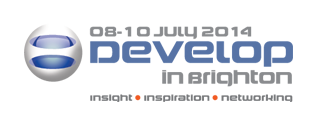 08-10 JULY 2014
DEVELOP
IN BRIGHTON
insight • inspiration • networking